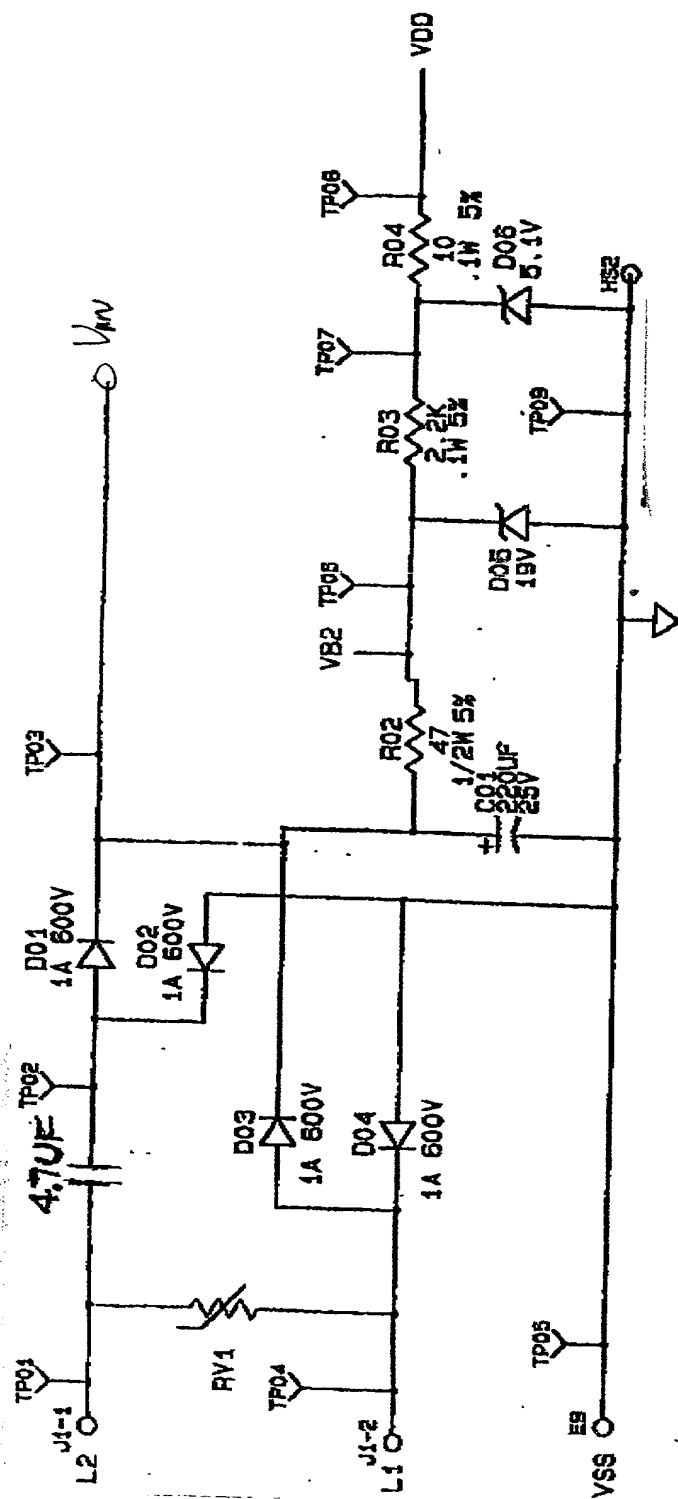 TP01
TP02
TP03
L2
J1-1
4.7UF
D01
1A 600V
D02
1A 600V
RV1
TP04
L1
J1-2
D03
1A 600V
D04
1A 600V
R02
47
1/2W 5%
C01
220UF
25V
+
VB2
TP08
R03
2.2K
.1W 5%
TP07
R04
10
.1W 5%
TP06
VDD
D05
19V
D06
5.1V
TP05
VSS
E9
TP09
HS2